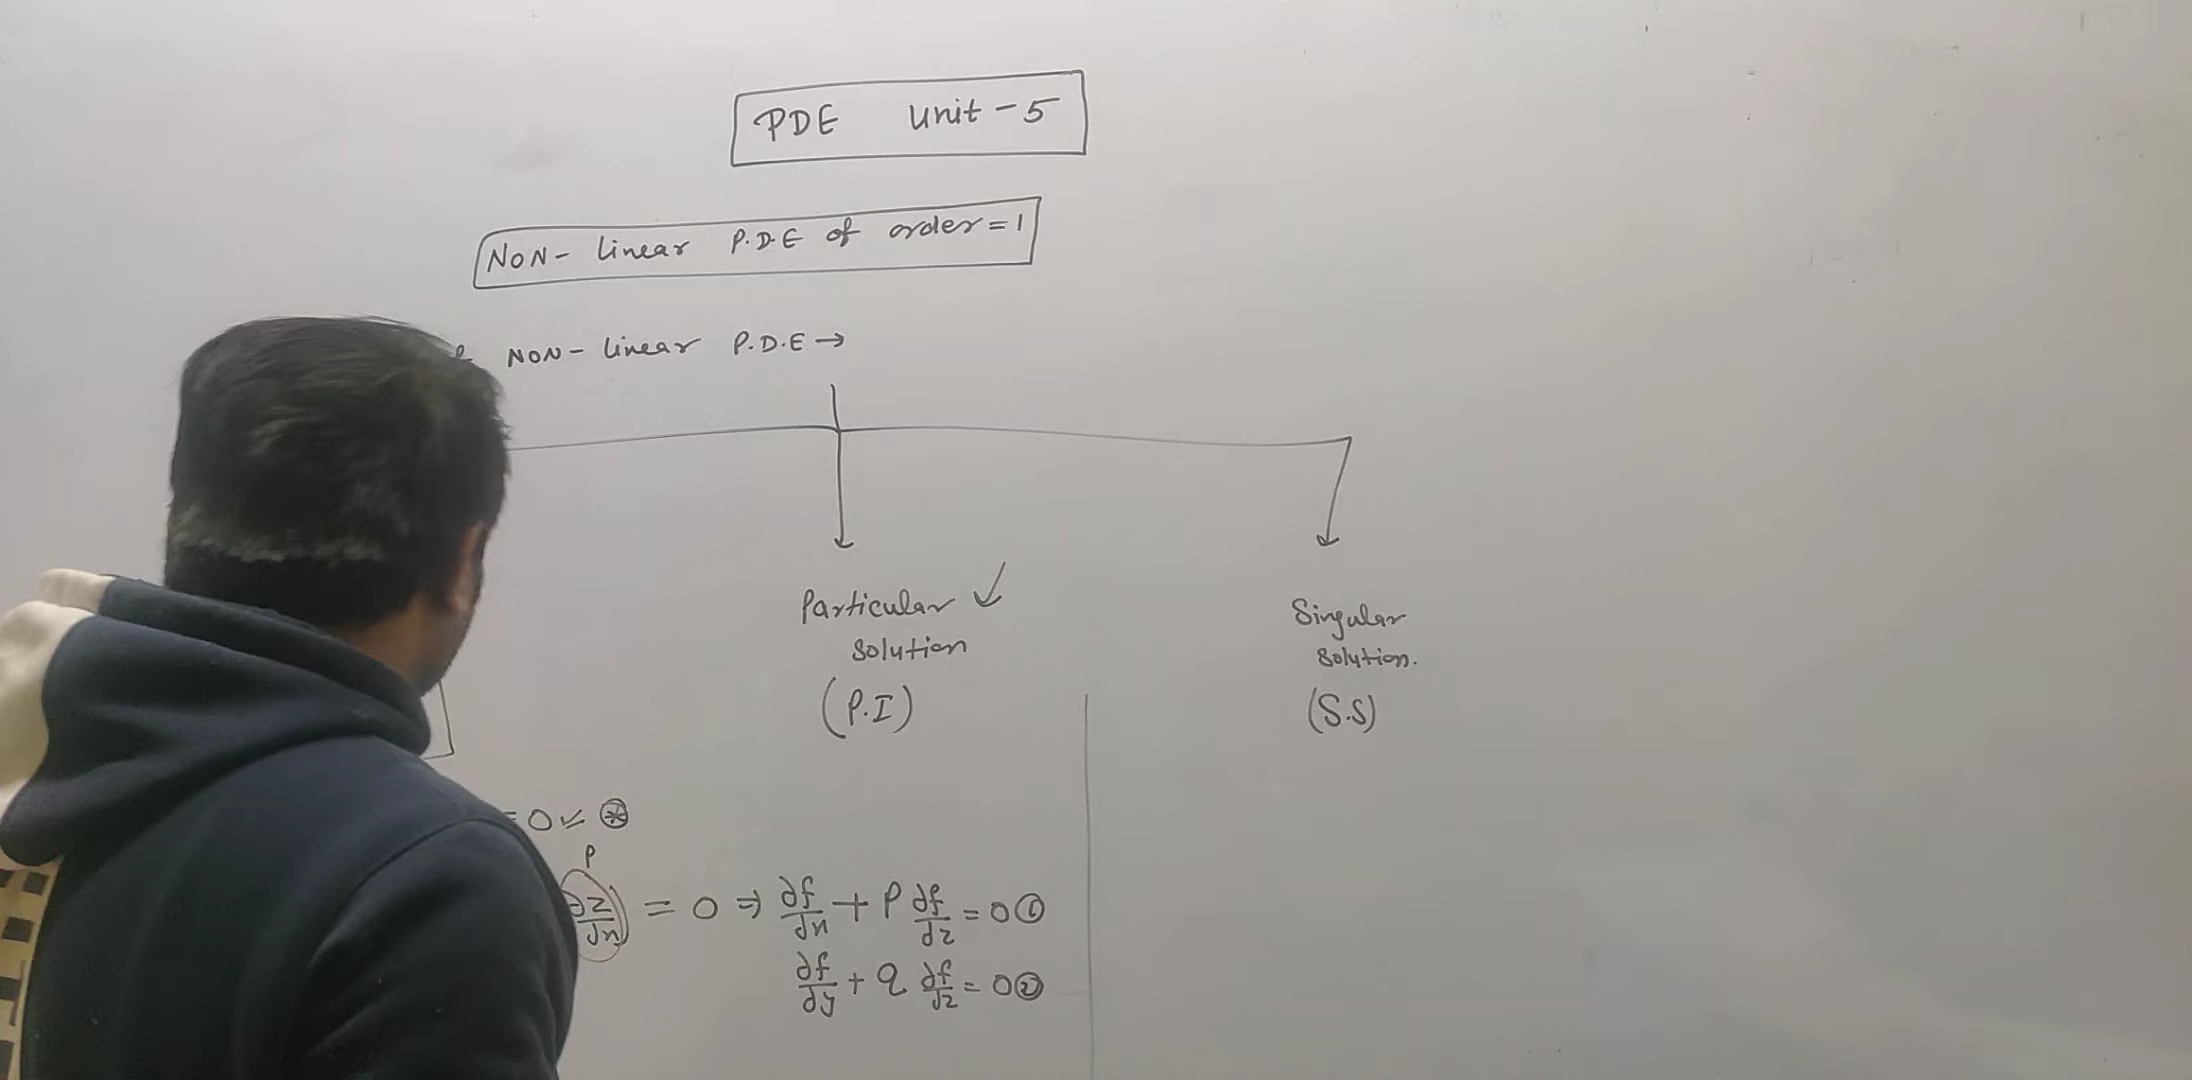 PDE Unit-5
NON- linear P.D.E of order=1
NON- linear P.D.E →
Particular ✓
Solution
(P.I)
Singular
Solution.
(S.S)
=0 ✓ ⊛
P
∂z/∂x = 0 ⇒ ∂f/∂x + P ∂f/∂z = 0 ①
∂f/∂y + q ∂f/∂z = 0 ②